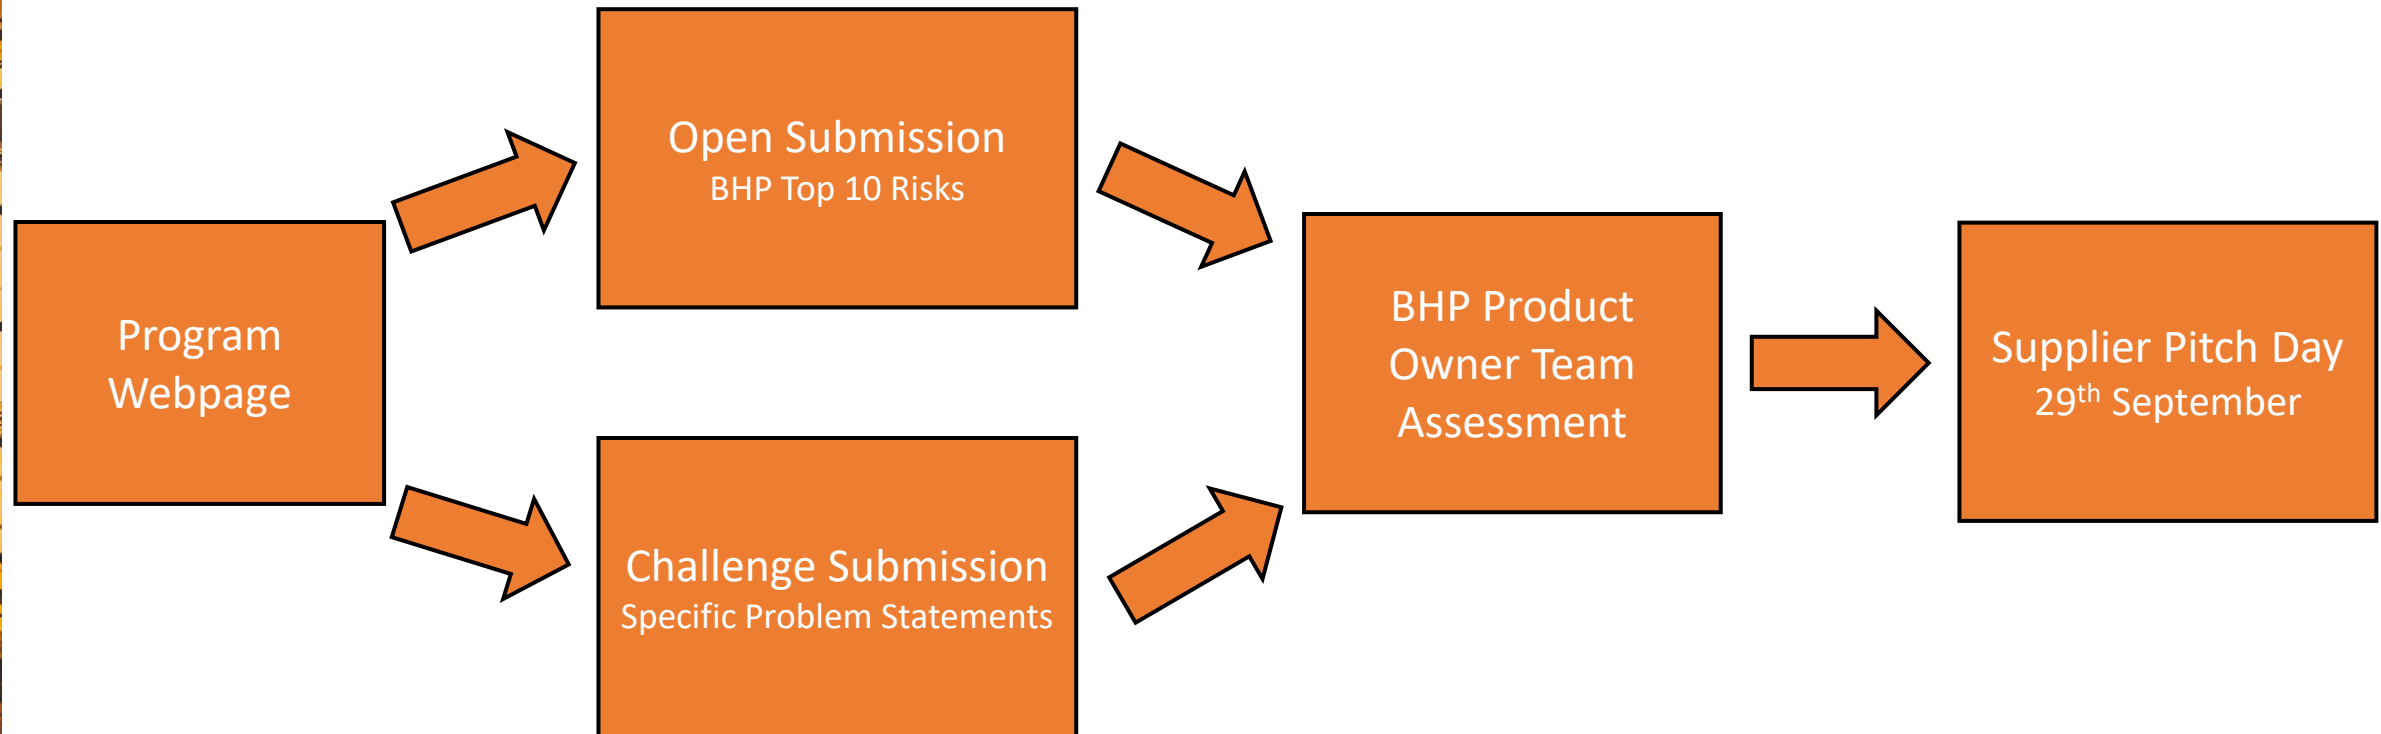 Program
Webpage
Open Submission
BHP Top 10 Risks
Challenge Submission
Specific Problem Statements
BHP Product
Owner Team
Assessment
Supplier Pitch Day
29th September